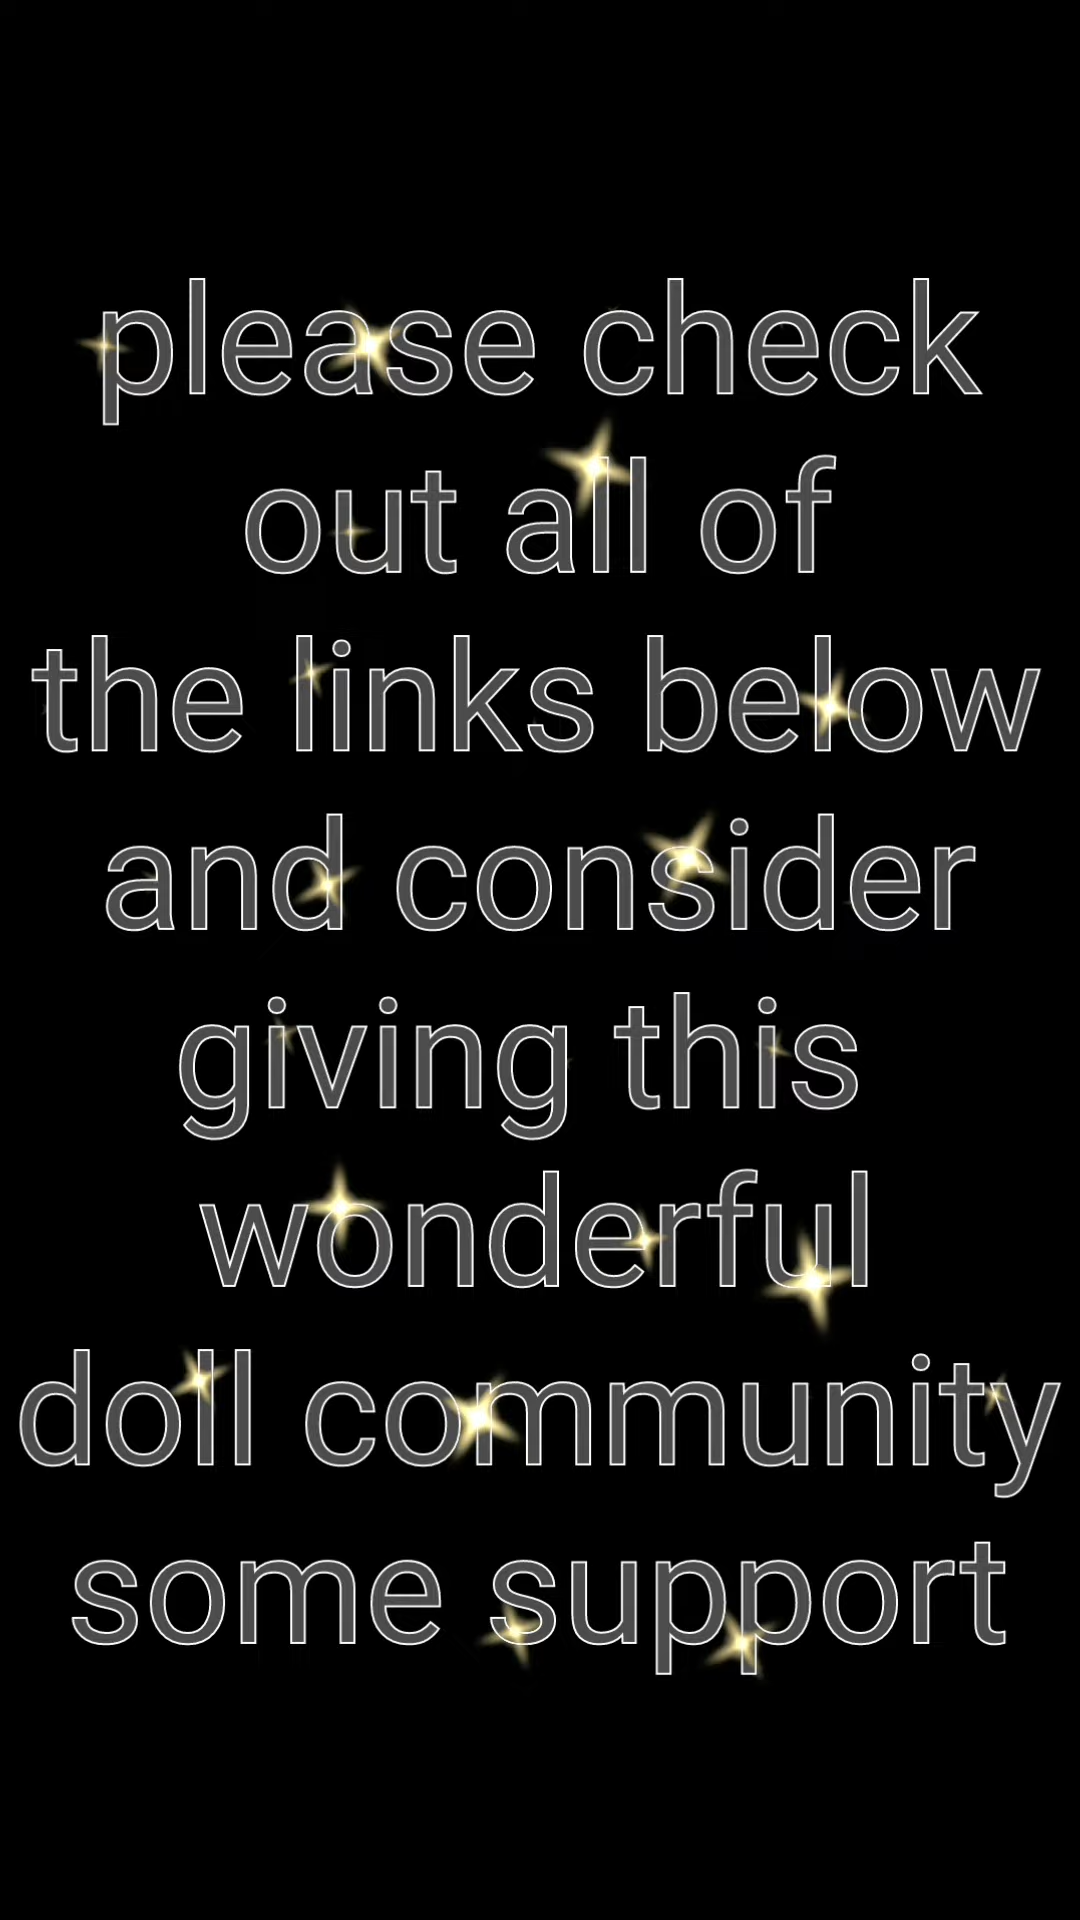 please check
out all of
the links below
and consider
giving this
wonderful
doll community
some support